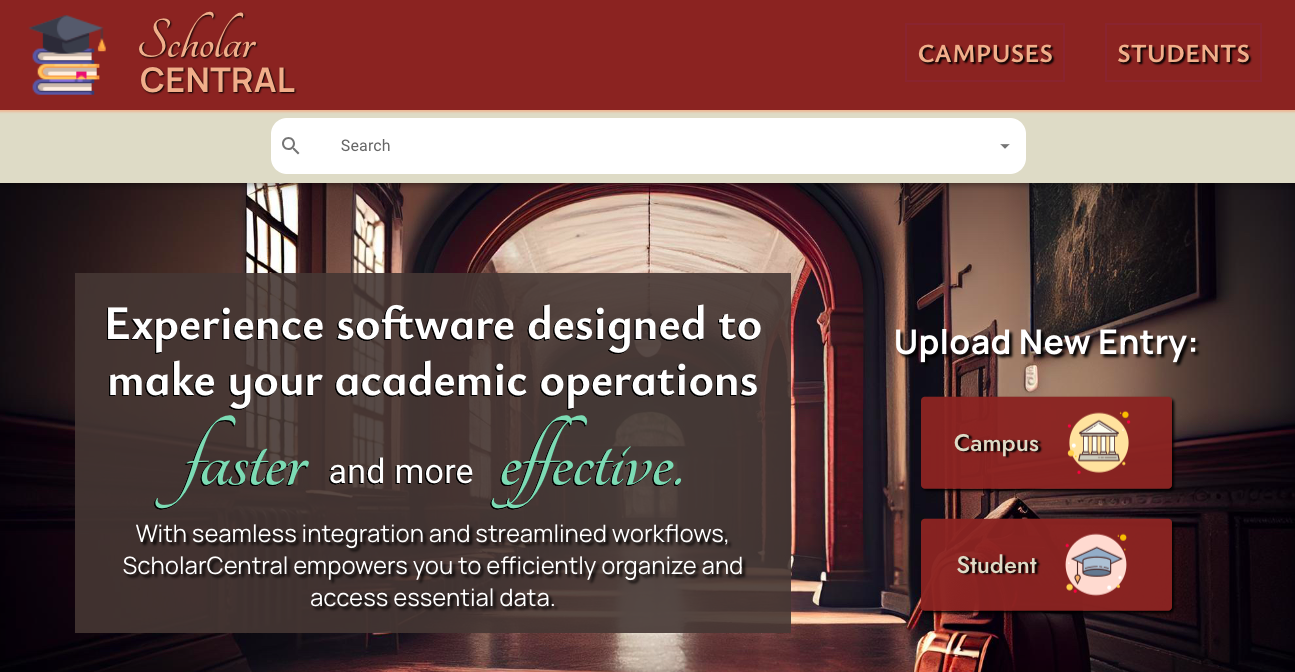 Scholar
CENTRAL
CAMPUSES
STUDENTS
Search
Experience software designed to
make your academic operations
faster and more effective.
With seamless integration and streamlined workflows,
ScholarCentral empowers you to efficiently organize and
access essential data.
Upload New Entry:
Campus
Student